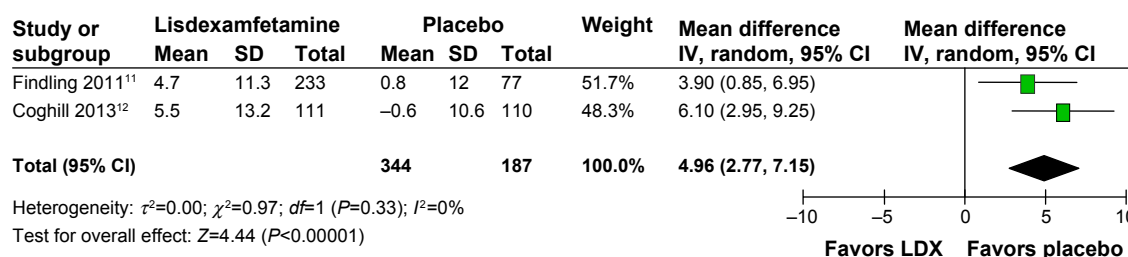 Study or subgroup Lisdexamfetamine Placebo Weight Mean difference IV, random, 95% CI Mean difference IV, random, 95% CI
Mean SD Total Mean SD Total
Findling 2011¹¹ 4.7 11.3 233 0.8 12 77 51.7% 3.90 (0.85, 6.95)
Coghill 2013¹² 5.5 13.2 111 –0.6 10.6 110 48.3% 6.10 (2.95, 9.25)
Total (95% CI) 344 187 100.0% 4.96 (2.77, 7.15)
Heterogeneity: τ²=0.00; χ²=0.97; df=1 (P=0.33); I²=0%
Test for overall effect: Z=4.44 (P<0.00001)
–10 –5 0 5 10
Favors LDX Favors placebo